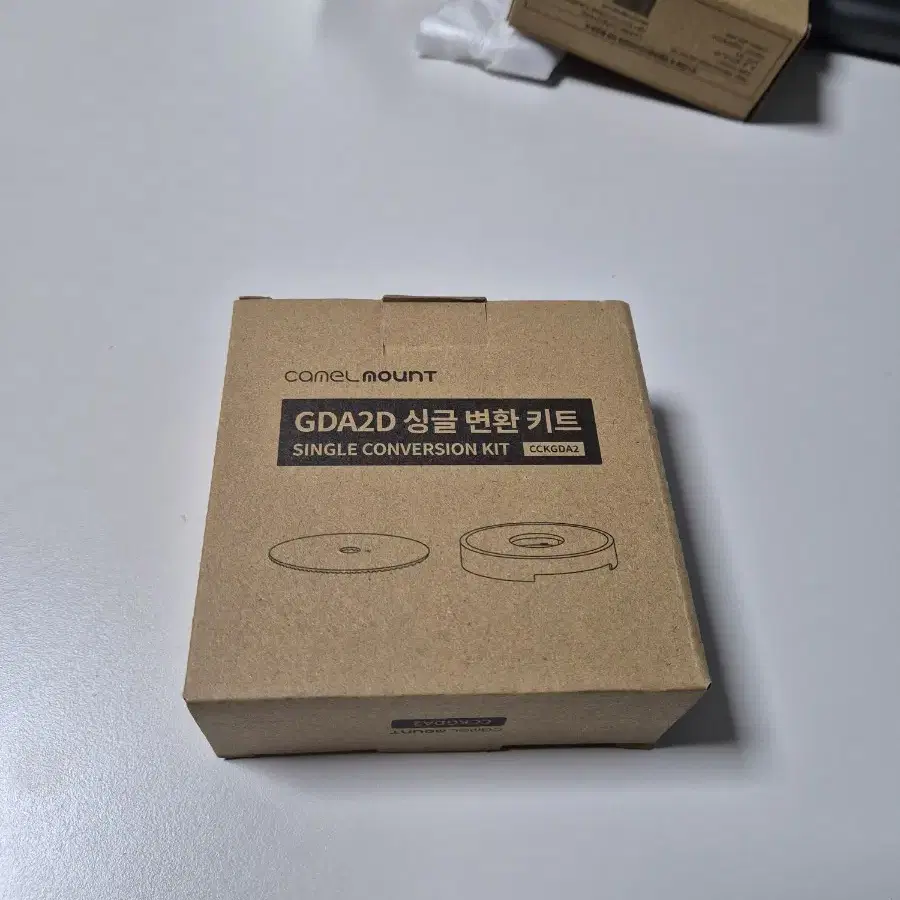 camel mount
GDA2D 싱글 변환 키트
SINGLE CONVERSION KIT CCKGDA2
camel mount CCKGDA2